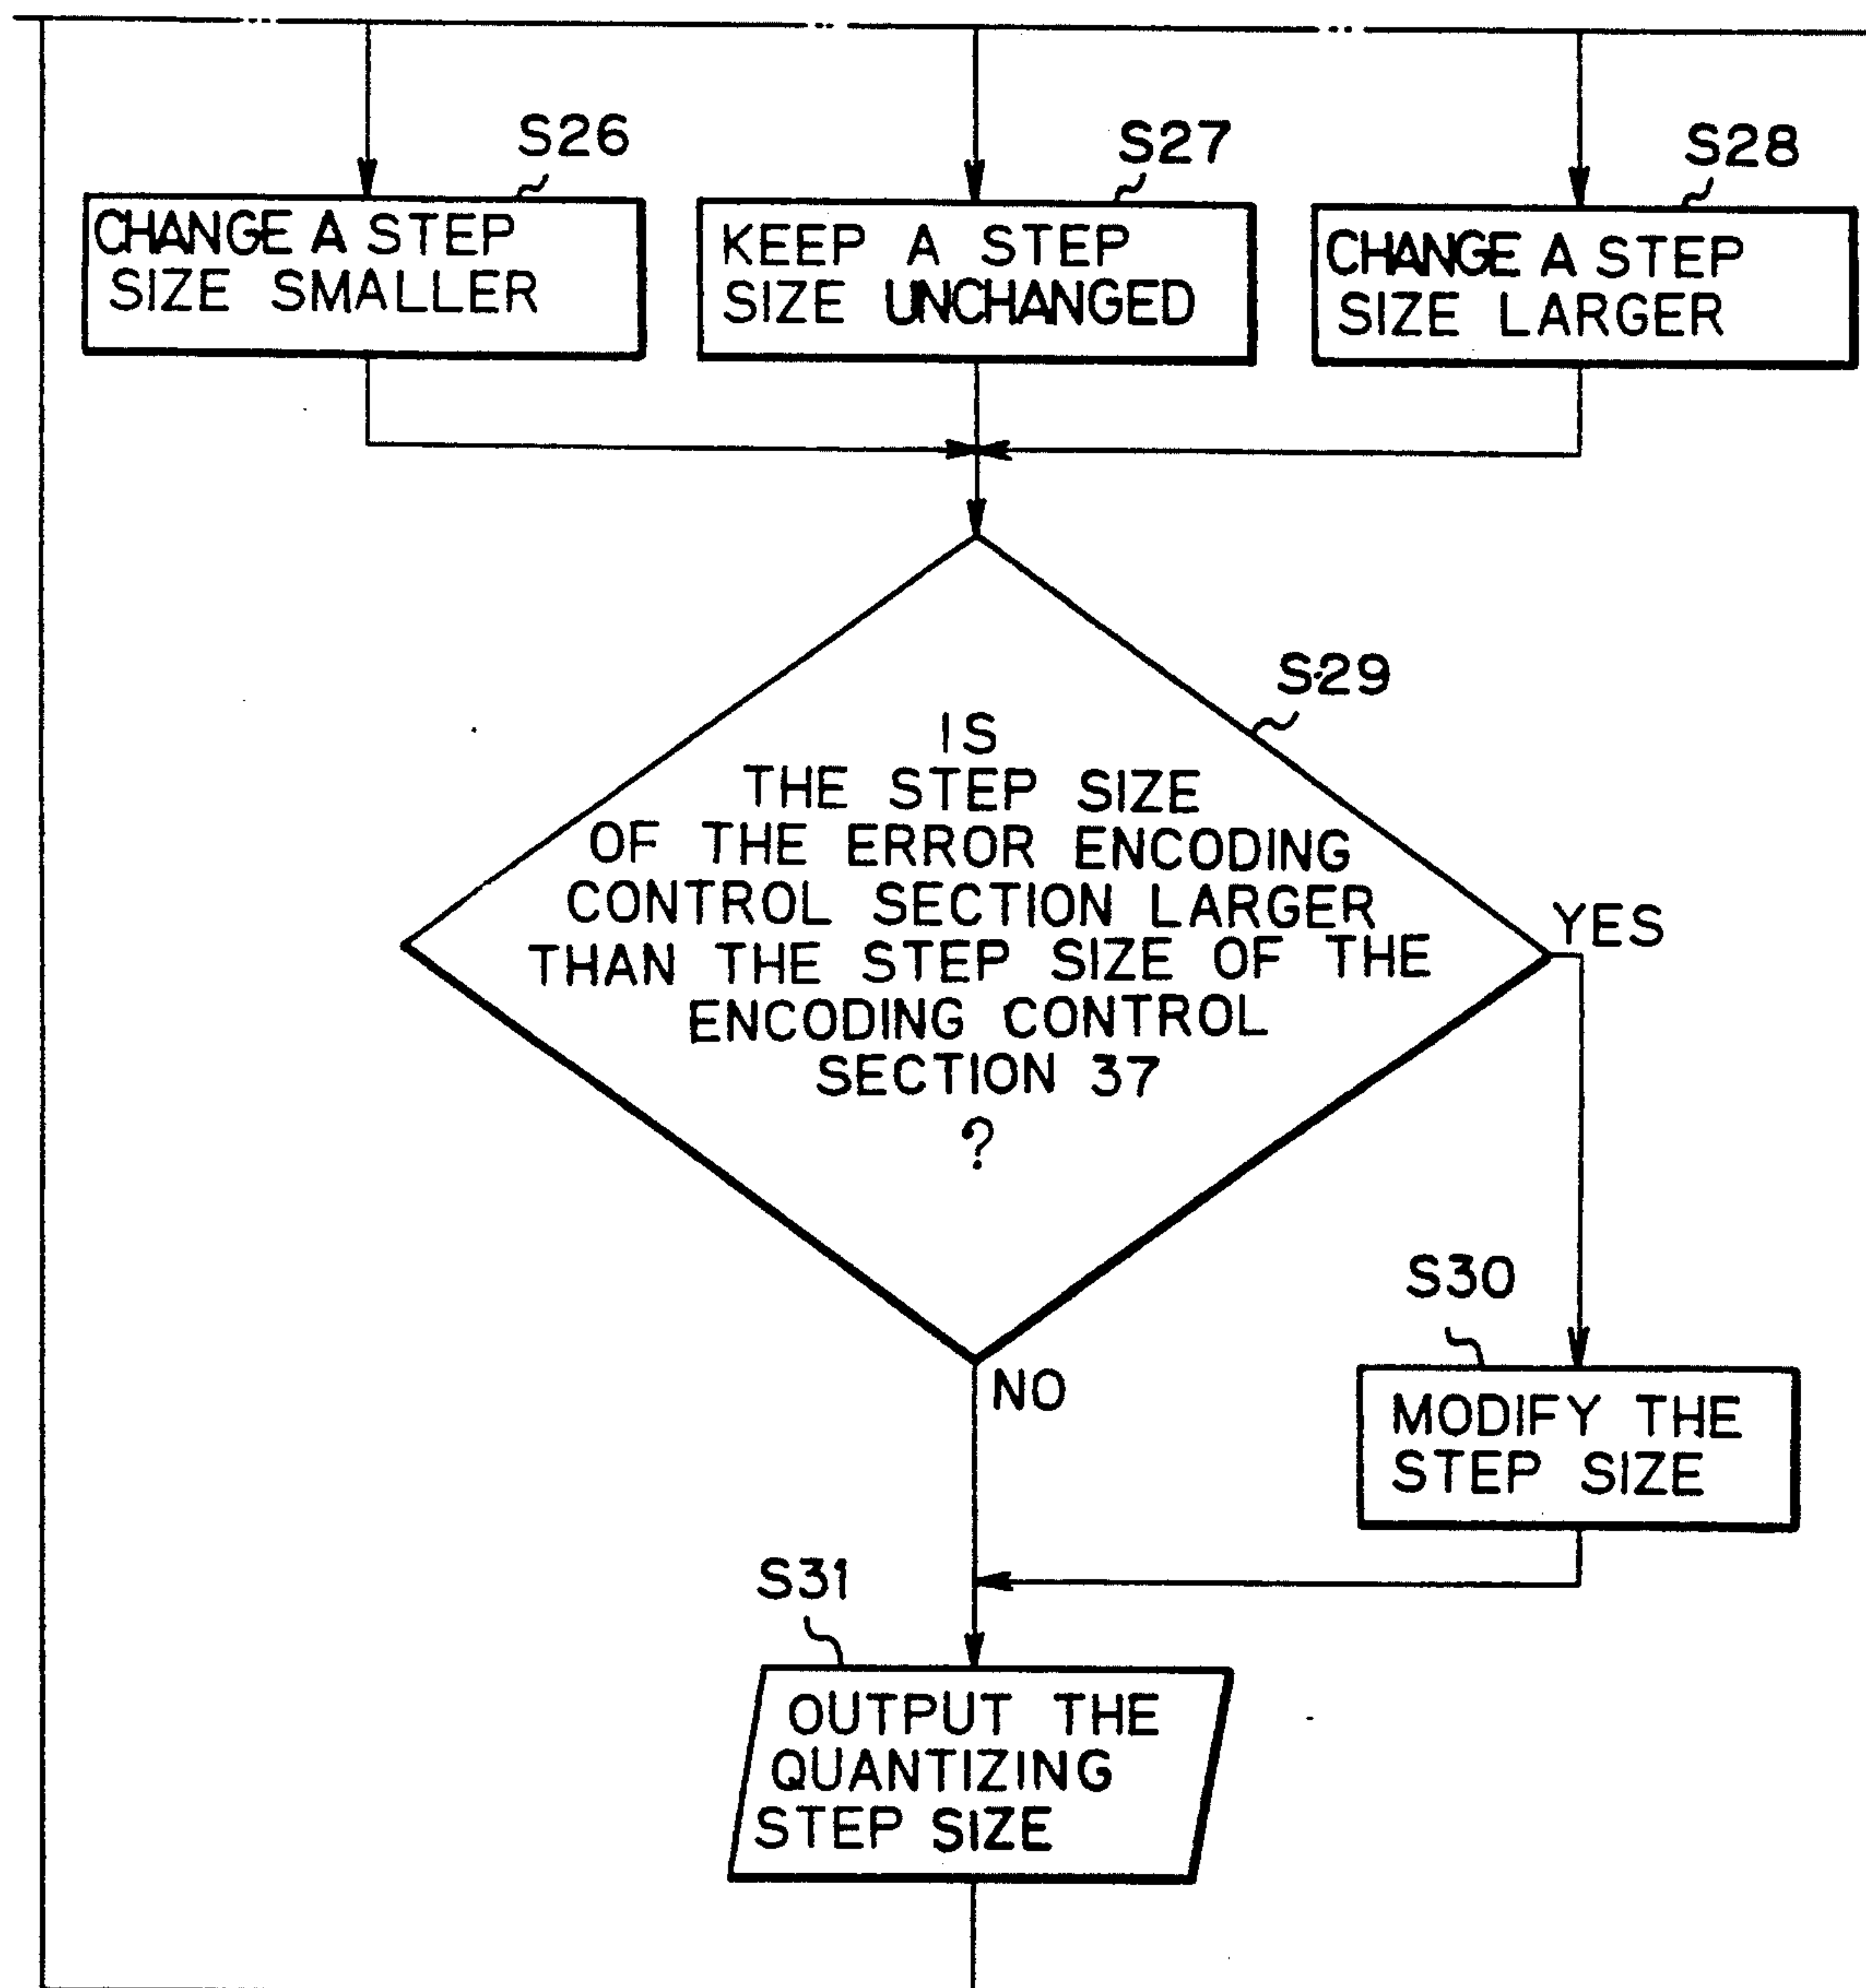 S26
CHANGE A STEP
SIZE SMALLER
S27
KEEP A STEP
SIZE UNCHANGED
S28
CHANGE A STEP
SIZE LARGER
S29
IS
THE STEP SIZE
OF THE ERROR ENCODING
CONTROL SECTION LARGER
THAN THE STEP SIZE OF THE
ENCODING CONTROL
SECTION 37
?
YES
NO
S30
MODIFY THE
STEP SIZE
S31
OUTPUT THE
QUANTIZING
STEP SIZE